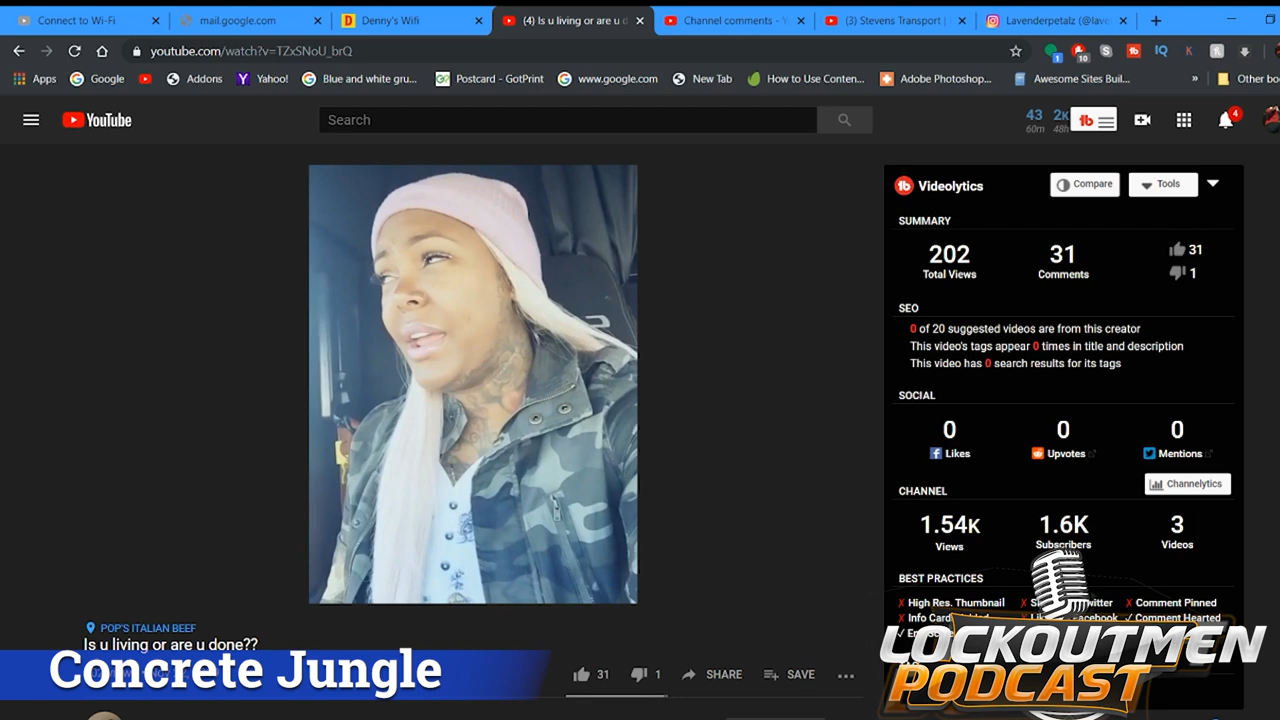 Connect to Wi-Fi
mail.google.com
Denny's Wifi
(4) Is u living or are u d
Channel comments - Y
(3) Stevens Transport |
Lavenderpetalz (@lave
youtube.com/watch?v=TZxSNoU_brQ
1
10
IQ
K
Apps
Google
Addons
Yahoo!
Blue and white gru...
Postcard - GotPrint
www.google.com
New Tab
How to Use Conten...
Adobe Photoshop...
Awesome Sites Buil...
»
Other bo
YouTube
Search
43
60m
2K
48h
4
Videolytics
Compare
Tools
SUMMARY
202
Total Views
31
Comments
31
1
SEO
0 of 20 suggested videos are from this creator
This video's tags appear 0 times in title and description
This video has 0 search results for its tags
SOCIAL
0
Likes
0
Upvotes
0
Mentions
CHANNEL
Channelytics
1.54K
Views
1.6K
Subscribers
3
Videos
BEST PRACTICES
High Res. Thumbnail
Comment Pinned
Info Card
Comment Hearted
POP'S ITALIAN BEEF
Is u living or are u done??
Concrete Jungle
31
1
SHARE
SAVE
LOCKOUTMEN
PODCAST